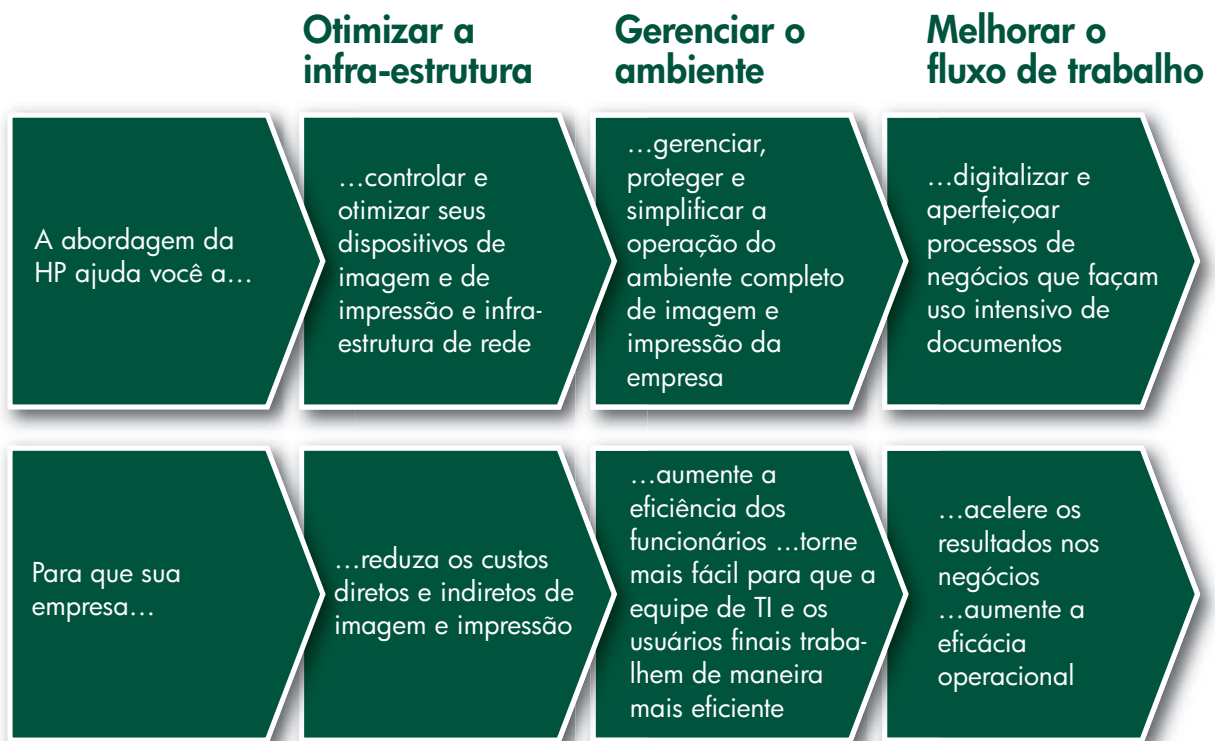 Otimizar a
infra-estrutura
Gerenciar o
ambiente
Melhorar o
fluxo de trabalho
A abordagem da
HP ajuda você a…
…controlar e
otimizar seus
dispositivos de
imagem e de
impressão e infra-
estrutura de rede
…gerenciar,
proteger e
simplificar a
operação do
ambiente completo
de imagem e
impressão da
empresa
…digitalizar e
aperfeiçoar
processos de
negócios que façam
uso intensivo de
documentos
Para que sua
empresa…
…reduza os custos
diretos e indiretos de
imagem e impressão
…aumente a
eficiência dos
funcionários ...torne
mais fácil para que a
equipe de TI e os
usuários finais traba-
lhem de maneira
mais eficiente
…acelere os
resultados nos
negócios
…aumente a
eficácia
operacional